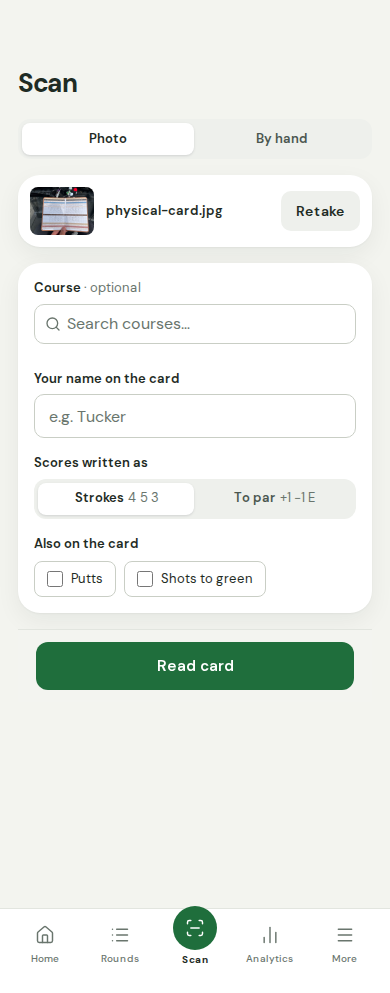 Scan
Photo
By hand
physical-card.jpg
Retake
Course · optional
Search courses...
Your name on the card
e.g. Tucker
Scores written as
Strokes 4 5 3
To par +1 -1 E
Also on the card
Putts
Shots to green
Read card
Home
Rounds
Scan
Analytics
More